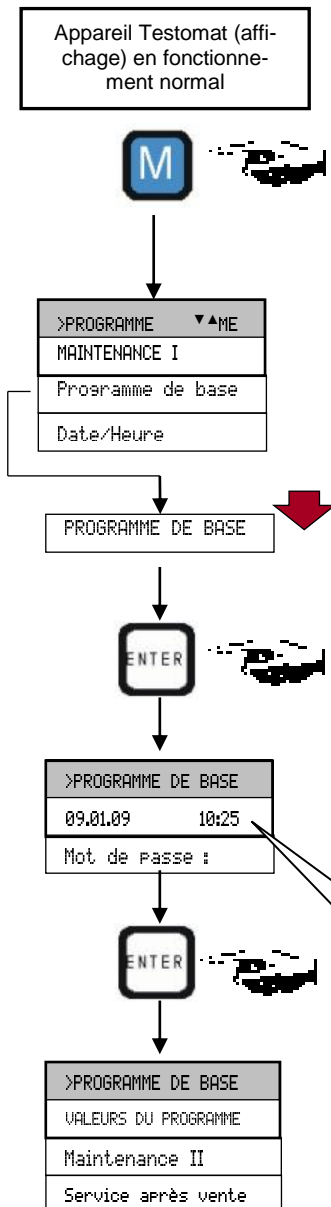 Appareil Testomat (affi-
chage) en fonctionne-
ment normal
M
>PROGRAMME ▼▲ME
MAINTENANCE I
Programme de base
Date/Heure
PROGRAMME DE BASE
ENTER
>PROGRAMME DE BASE
09.01.09 10:25
Mot de passe :
ENTER
>PROGRAMME DE BASE
VALEURS DU PROGRAMME
Maintenance II
Service après vente